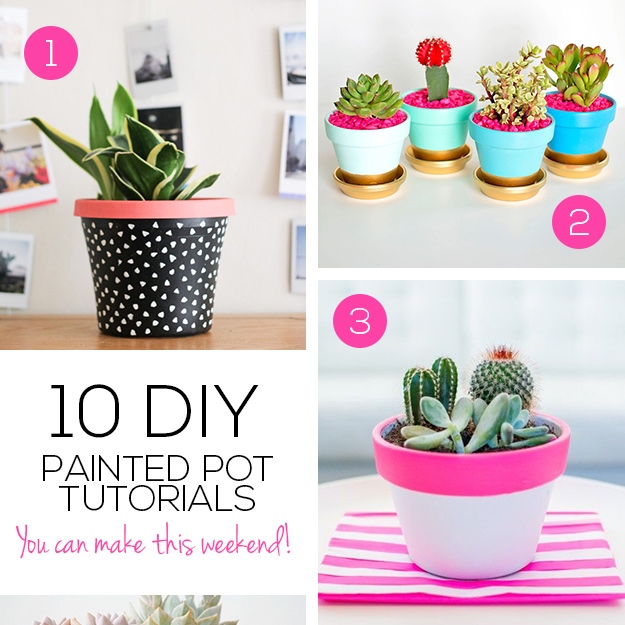 1
2
3
10 DIY
PAINTED POT
TUTORIALS
You can make this weekend!